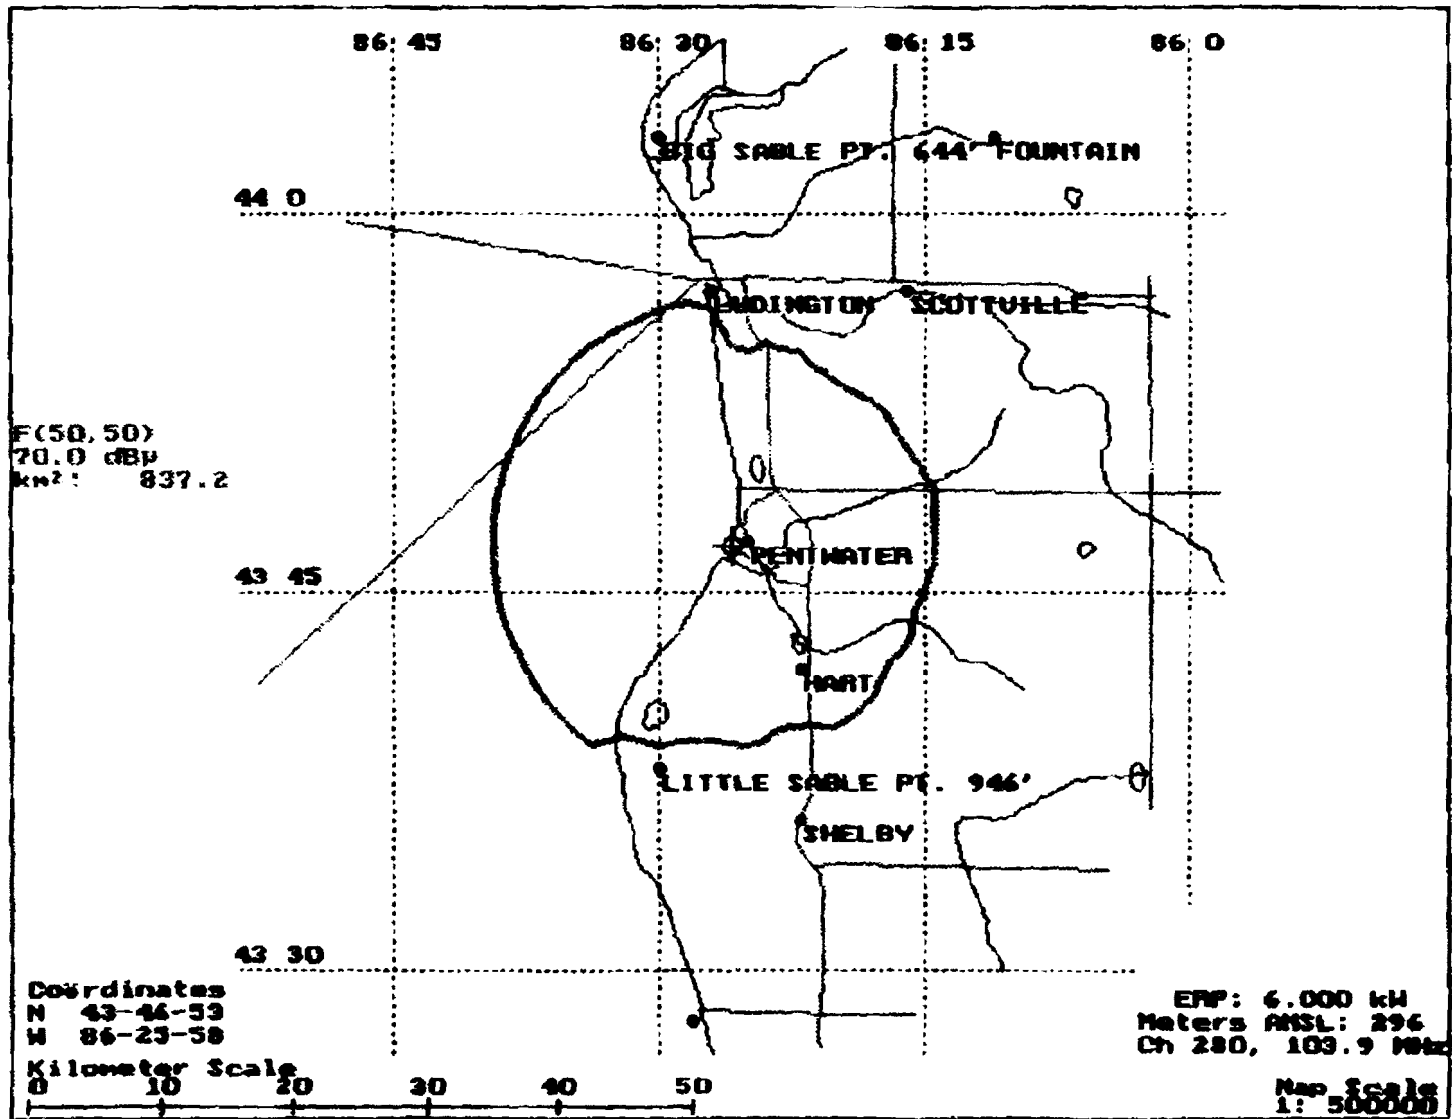 86 45 86 30 86 15 86 0
BIG SABLE PT. 644' FOUNTAIN
44 0
LUDINGTON SCOTTVILLE
F(50,50)
70.0 dBµ
km²: 837.2
PENTWATER
43 45
HART
LITTLE SABLE PT. 946'
SHELBY
43 30
Coordinates
N 43-46-53
W 86-25-58
Kilometer Scale
0 10 20 30 40 50
ERP: 6.000 kW
Meters AMSL: 296
Ch 280, 103.9 MHz
Map Scale
1: 500000